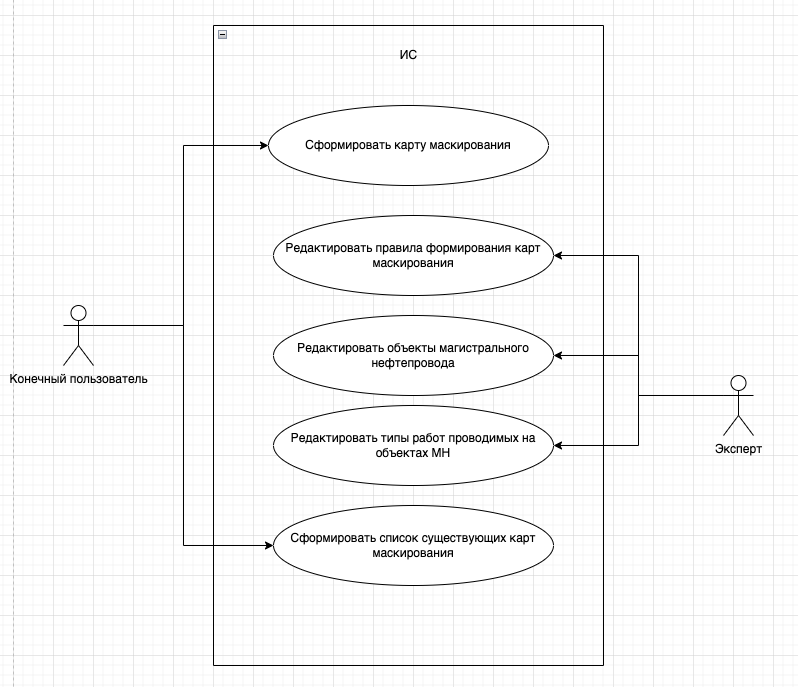 ИС
Сформировать карту маскирования
Редактировать правила формирования карт
маскирования
Редактировать объекты магистрального
нефтепровода
Конечный пользователь
Редактировать типы работ проводимых на
объектах МН
Эксперт
Сформировать список существующих карт
маскирования